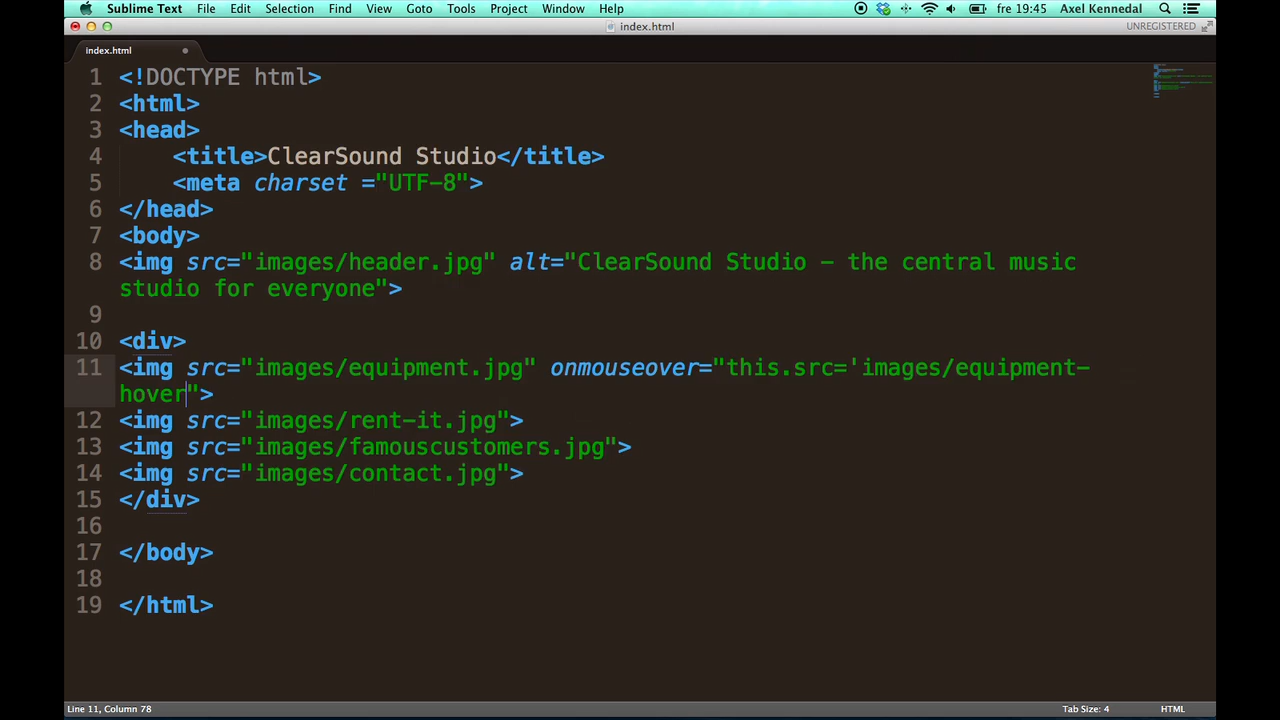 Sublime Text File Edit Selection Find View Goto Tools Project Window Help fre 19:45 Axel Kennedal
index.html UNREGISTERED
index.html
1 <!DOCTYPE html>
2 <html>
3 <head>
4 <title>ClearSound Studio</title>
5 <meta charset ="UTF-8">
6 </head>
7 <body>
8 <img src="images/header.jpg" alt="ClearSound Studio - the central music
studio for everyone">
9
10 <div>
11 <img src="images/equipment.jpg" onmouseover="this.src='images/equipment-
hover">
12 <img src="images/rent-it.jpg">
13 <img src="images/famouscustomers.jpg">
14 <img src="images/contact.jpg">
15 </div>
16
17 </body>
18
19 </html>
Line 11, Column 78 Tab Size: 4 HTML